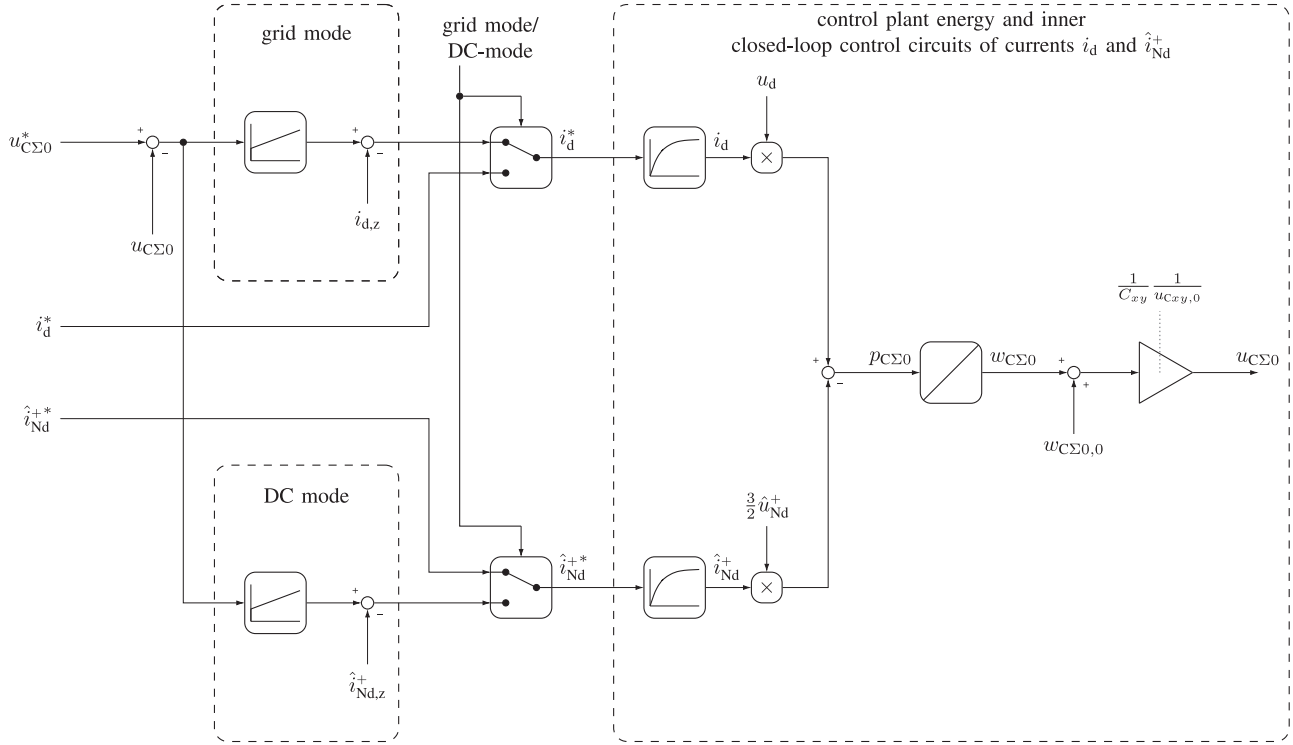 grid mode
grid mode/
DC-mode
control plant energy and inner
closed-loop control circuits of currents i_d and î⁺_Nd
u_d
u*_CΣ0
+
−
+
−
i*_d
i_d
×
i_d,z
u_CΣ0
1/C_xy 1/u_Cxy,0
i*_d
+
−
p_CΣ0
w_CΣ0
+
+
u_CΣ0
î⁺*_Nd
w_CΣ0,0
DC mode
3/2 û⁺_Nd
î⁺*_Nd
î⁺_Nd
×
+
−
î⁺_Nd,z